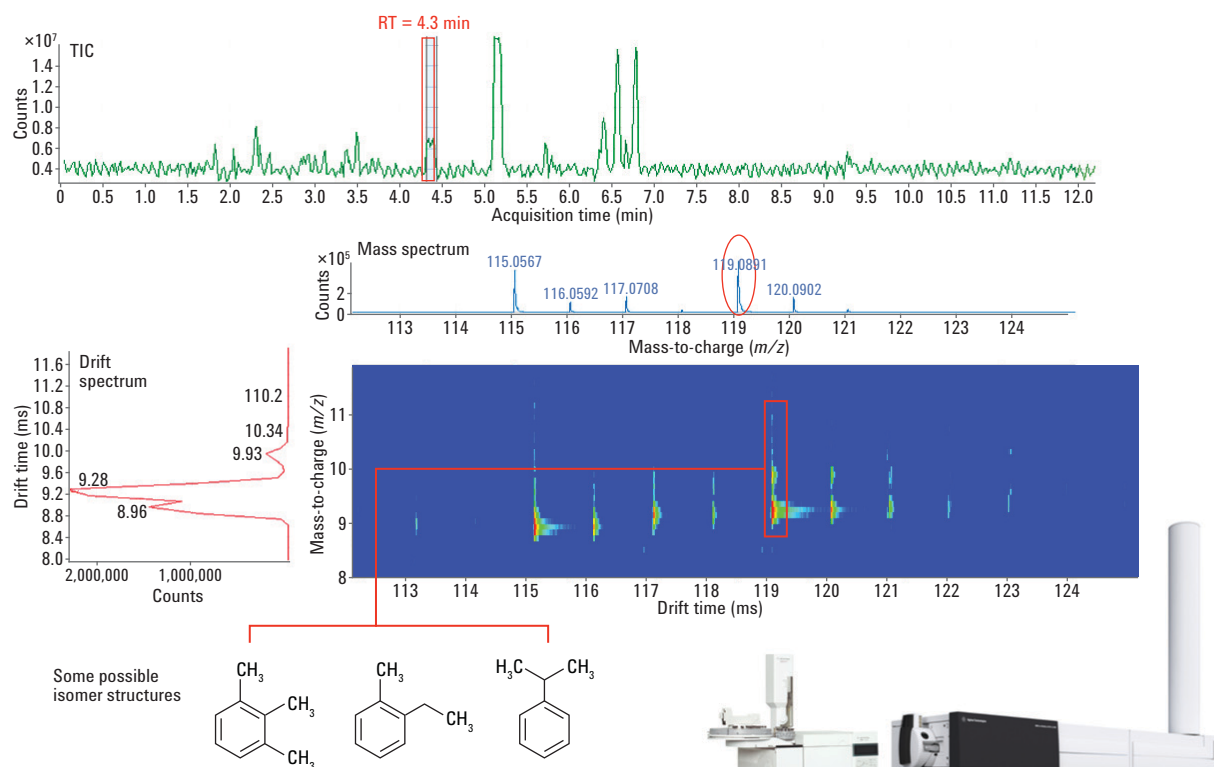 RT = 4.3 min
×10⁷
TIC
1.4
1.2
1.0
0.8
0.6
0.4
Counts
0 0.5 1.0 1.5 2.0 2.5 3.0 3.5 4.0 4.5 5.0 5.5 6.0 6.5 7.0 7.5 8.0 8.5 9.0 9.5 10.0 10.5 11.0 11.5 12.0
Acquisition time (min)
×10⁵
Mass spectrum
115.0567
116.0592
117.0708
119.0891
120.0902
Counts
2
0
113 114 115 116 117 118 119 120 121 122 123 124
Mass-to-charge (m/z)
Drift
spectrum
Drift time (ms)
11.6
11.2
10.8
10.4
10.0
9.6
9.2
8.8
8.4
8.0
110.2
10.34
9.93
9.28
8.96
2,000,000 1,000,000
Counts
Mass-to-charge (m/z)
11
10
9
8
113 114 115 116 117 118 119 120 121 122 123 124
Drift time (ms)
Some possible
isomer structures
CH₃
CH₃
CH₃
CH₃
CH₃
H₃C CH₃